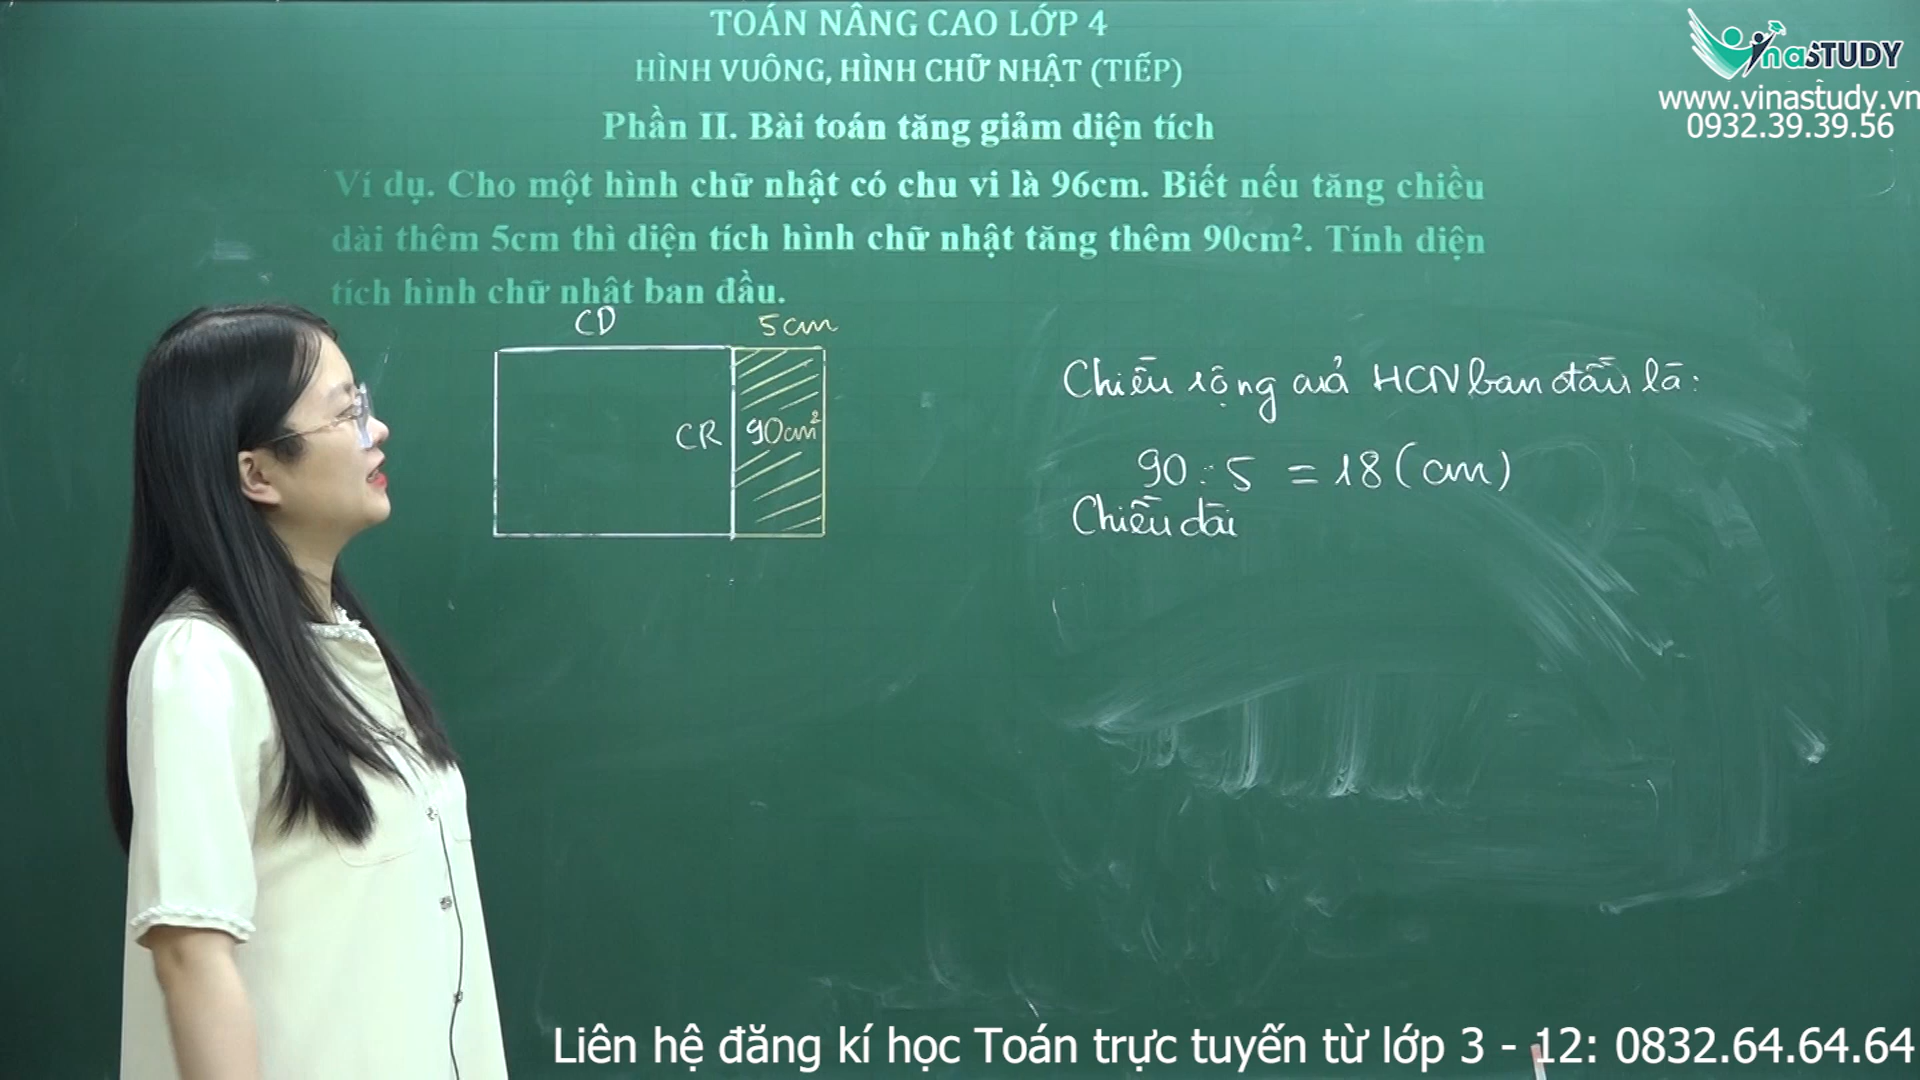 TOÁN NÂNG CAO LỚP 4
HÌNH VUÔNG, HÌNH CHỮ NHẬT (TIẾP)
Phần II. Bài toán tăng giảm diện tích
Ví dụ. Cho một hình chữ nhật có chu vi là 96cm. Biết nếu tăng chiều
dài thêm 5cm thì diện tích hình chữ nhật tăng thêm 90cm². Tính diện
tích hình chữ nhật ban đầu.
VinaSTUDY
www.vinastudy.vn
0932.39.39.56
CD
5cm
CR
90cm²
Chiều rộng của HCN ban đầu là:
90 : 5 = 18 (cm)
Chiều dài
Liên hệ đăng kí học Toán trực tuyến từ lớp 3 - 12: 0832.64.64.64